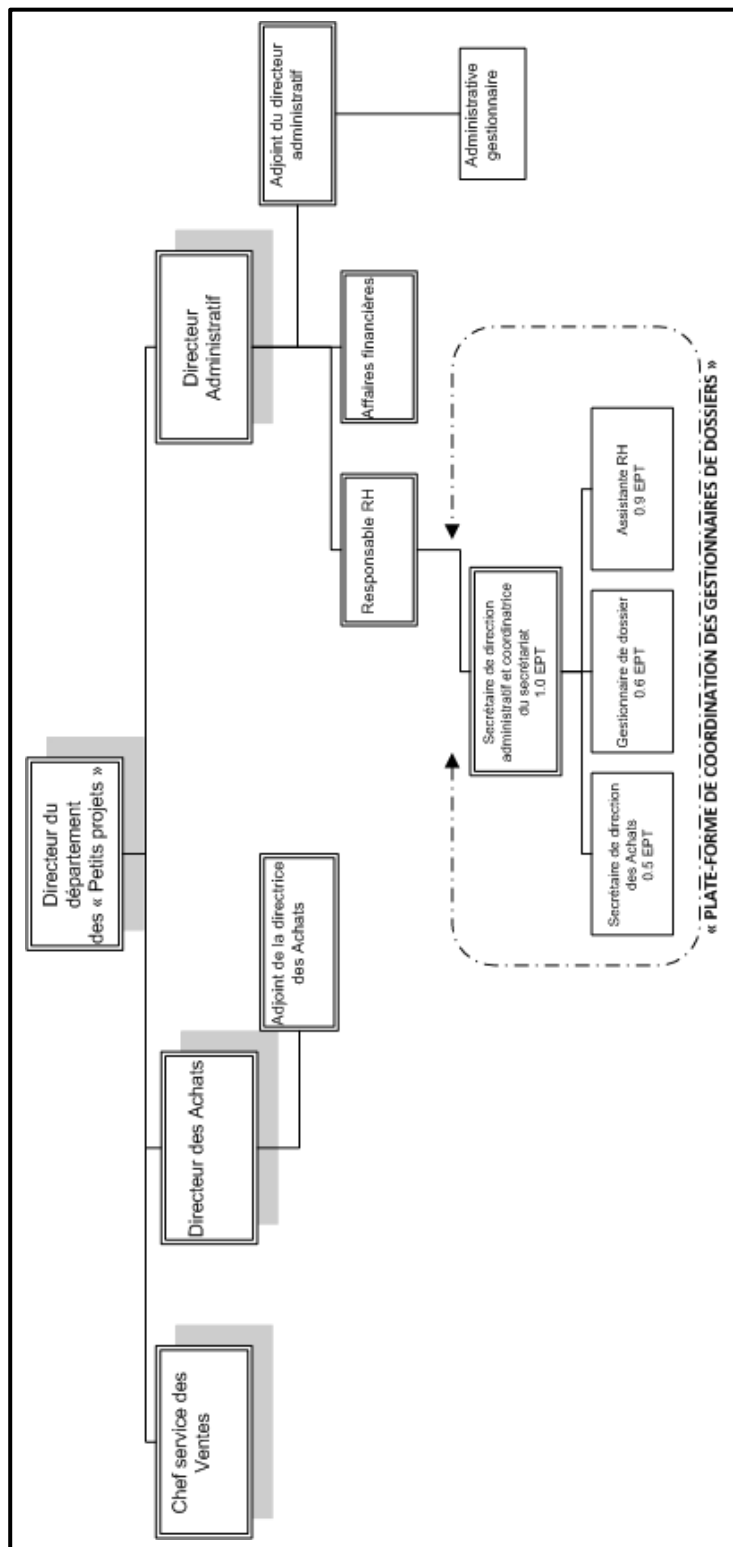 Directeur du
département
des « Petits projets »
Chef service des
Ventes
Directeur des Achats
Directeur
Administratif
Adjoint de la directrice
des Achats
Adjoint du directeur
administratif
Responsable RH
Affaires financières
Administrative
gestionnaire
Secrétaire de direction
administratif et coordinatrice
du secrétariat
1.0 EPT
Secrétaire de direction
des Achats
0.5 EPT
Gestionnaire de dossier
0.6 EPT
Assistante RH
0.9 EPT
« PLATE-FORME DE COORDINATION DES GESTIONNAIRES DE DOSSIERS »